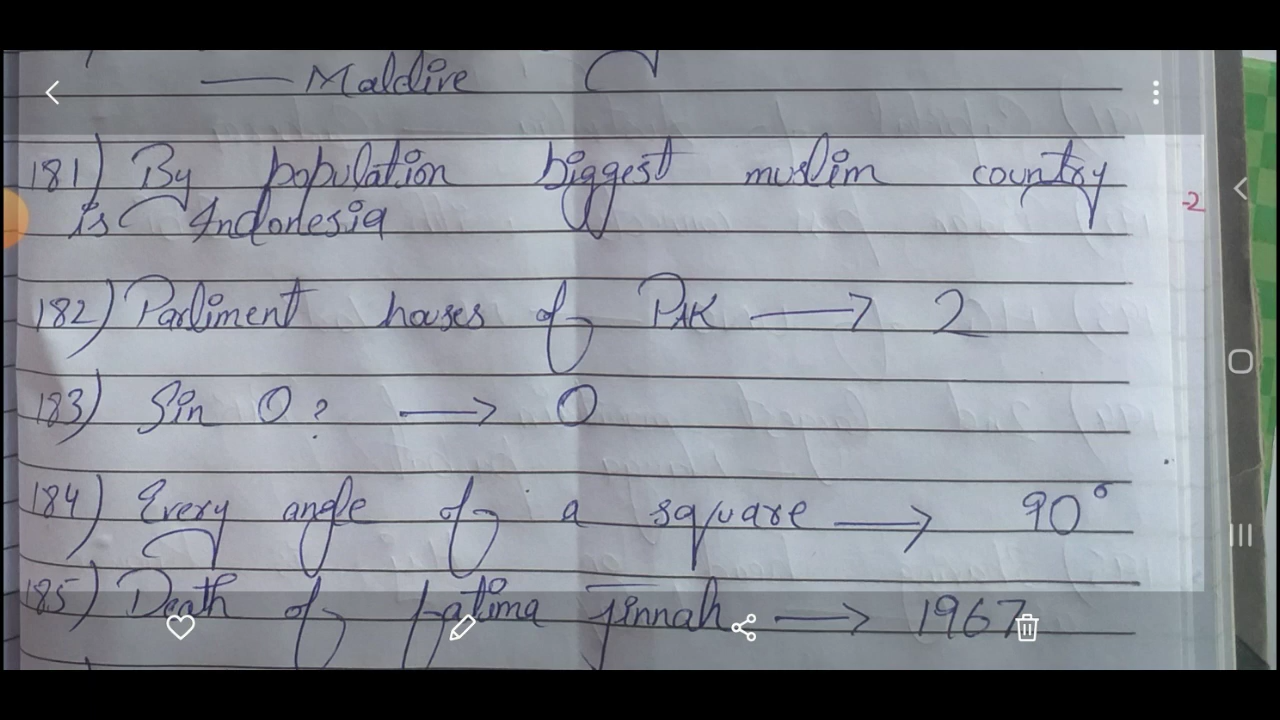 — Maldive
181) By population biggest muslim country
is Indonesia
-2
182) Parliment houses of PAK → 2
183) Sin 0? → 0
184) Every angle of a square → 90°
185) Death of fatima jinnah → 1967